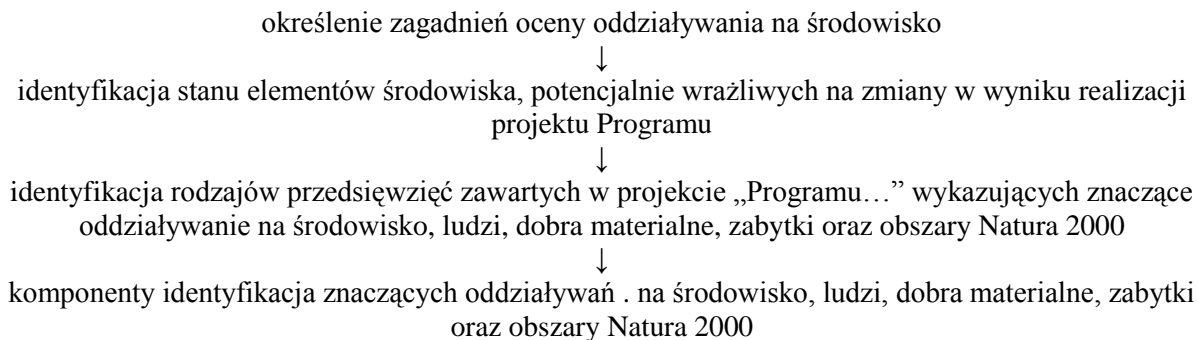 określenie zagadnień oceny oddziaływania na środowisko
↓
identyfikacja stanu elementów środowiska, potencjalnie wrażliwych na zmiany w wyniku realizacji
projektu Programu
↓
identyfikacja rodzajów przedsięwzięć zawartych w projekcie „Programu…” wykazujących znaczące
oddziaływanie na środowisko, ludzi, dobra materialne, zabytki oraz obszary Natura 2000
↓
komponenty identyfikacja znaczących oddziaływań . na środowisko, ludzi, dobra materialne, zabytki
oraz obszary Natura 2000